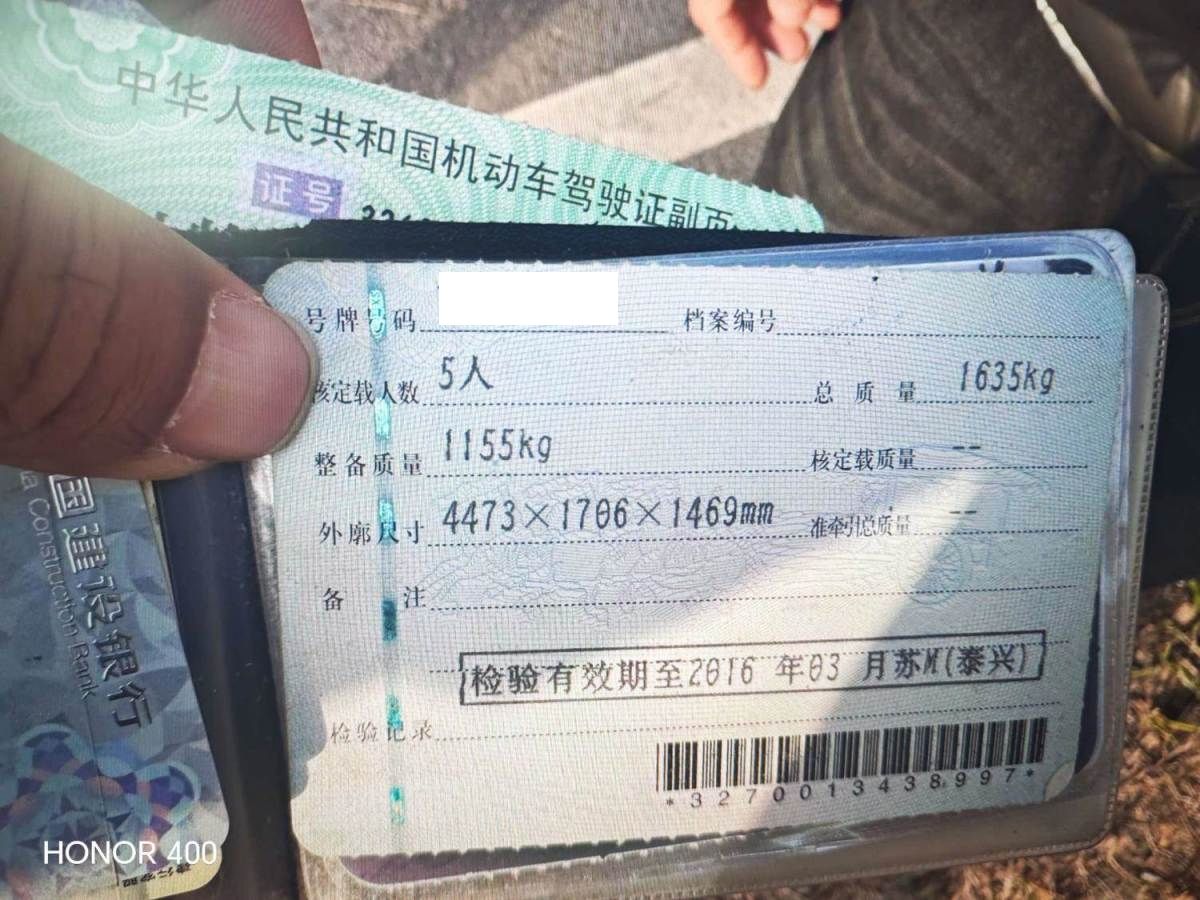 中华人民共和国机动车驾驶证副页
证号
号牌号码 档案编号
核定载人数 5人 总质量 1635kg
整备质量 1155kg 核定载质量 --
外廓尺寸 4473×1706×1469mm 准牵引总质量 --
备注
检验有效期至2016年03月苏M(泰兴)
检验记录
*3270013438997*
国建设银行
Construction Bank
HONOR 400